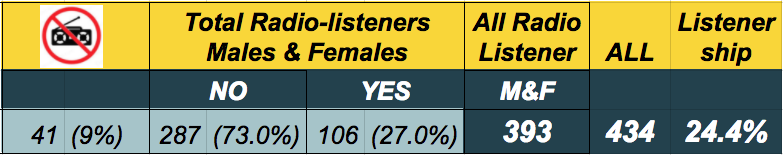 Total Radio-listeners All Radio Listener
Males & Females Listener ALL ship
NO YES M&F
41 (9%) 287 (73.0%) 106 (27.0%) 393 434 24.4%